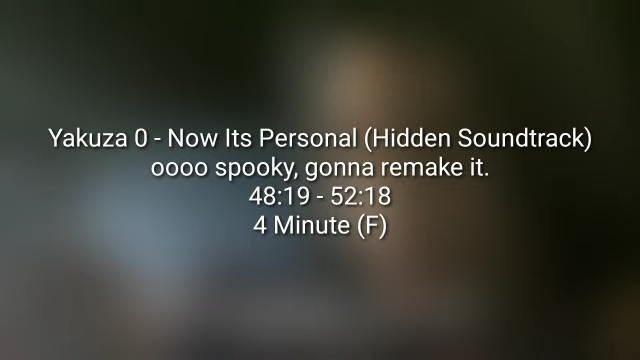 Yakuza 0 - Now Its Personal (Hidden Soundtrack)
oooo spooky, gonna remake it.
48:19 - 52:18
4 Minute (F)